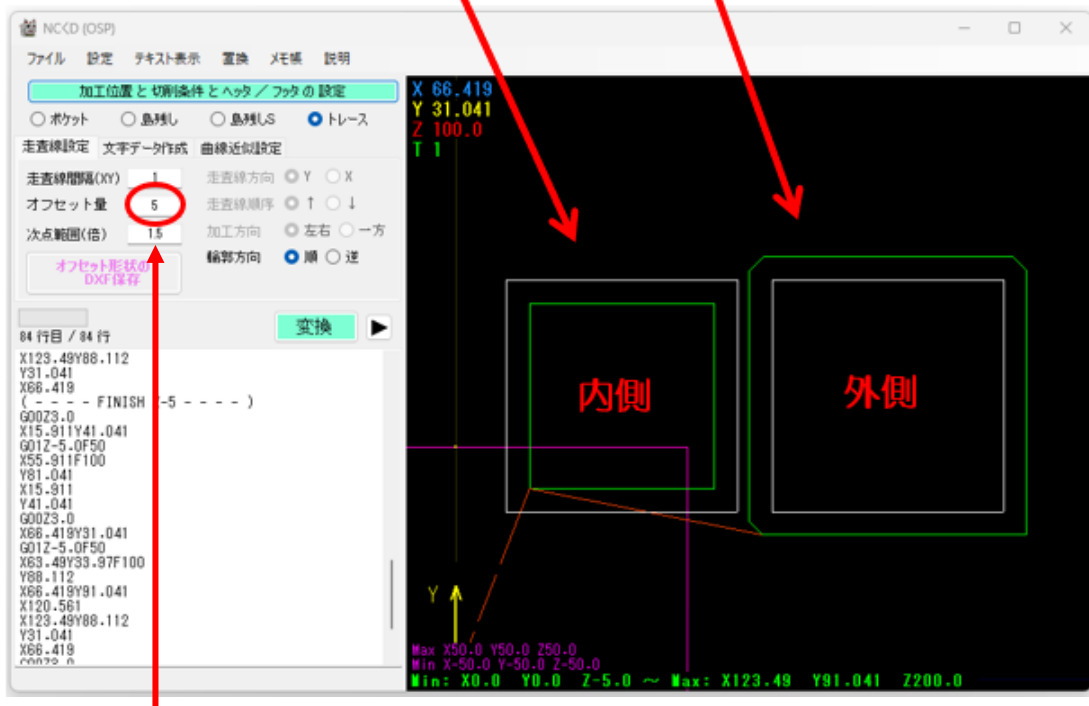 NCくD (OSP)
ファイル 設定 テキスト表示 置換 メモ帳 説明
加工位置 と 切削条件 と ヘッタ ／ フッタ の 設定
ポケット 島残し 島残しS トレース
走査線設定 文字データ作成 曲線近似設定
走査線間隔(XY) 1 走査線方向 Y X
オフセット量 5 走査線順序 ↑ ↓
次点範囲(倍) 1.5 加工方向 左右 一方
オフセット形状の
DXF保存
輪郭方向 順 逆
84 行目 / 84 行
変換
X123.49Y88.112
Y31.041
X66.419
( - - - - FINISH Z-5 - - - - )
G00Z3.0
X15.911Y41.041
G01Z-5.0F50
X55.911F100
Y81.041
X15.911
Y41.041
G00Z3.0
X66.419Y31.041
G01Z-5.0F50
X63.49Y33.97F100
Y88.112
X66.419Y91.041
X120.561
X123.49Y88.112
Y31.041
X66.419
G00Z3.0
X 66.419
Y 31.041
Z 100.0
T 1
内側
外側
Y
Max X50.0 Y50.0 Z50.0
Min X-50.0 Y-50.0 Z-50.0
Min: X0.0 Y0.0 Z-5.0 ～ Max: X123.49 Y91.041 Z200.0